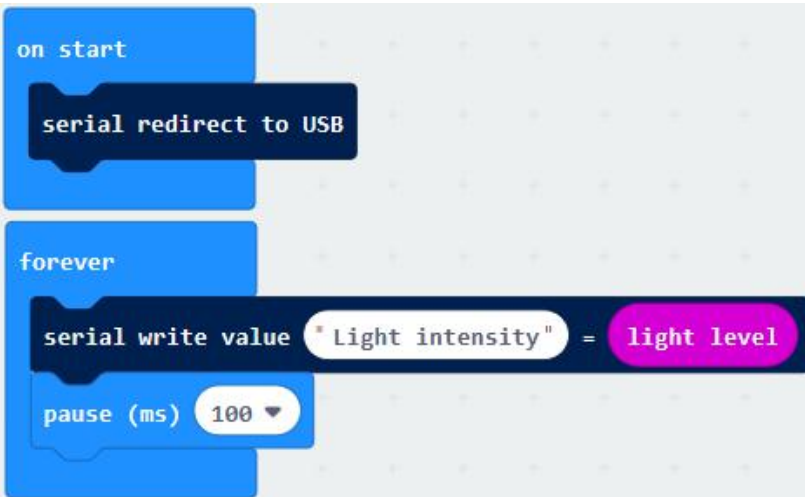 on start
serial redirect to USB
forever
serial write value "Light intensity" = light level
pause (ms) 100